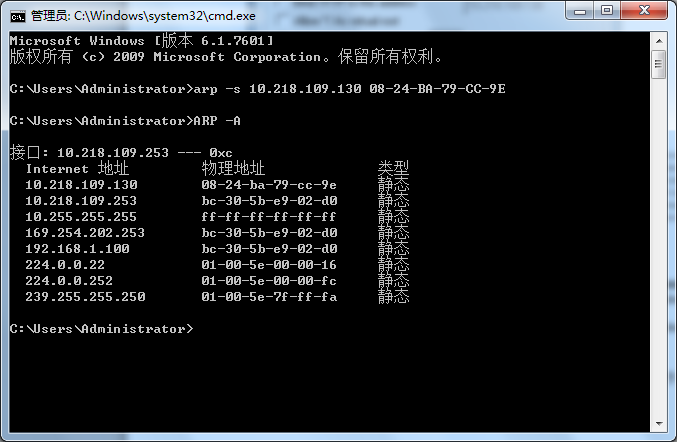 管理员: C:\Windows\system32\cmd.exe
Microsoft Windows [版本 6.1.7601]
版权所有 (c) 2009 Microsoft Corporation。保留所有权利。
C:\Users\Administrator>arp -s 10.218.109.130 08-24-BA-79-CC-9E
C:\Users\Administrator>ARP -A
接口: 10.218.109.253 --- 0xc
Internet 地址 物理地址 类型
10.218.109.130 08-24-ba-79-cc-9e 静态
10.218.109.253 bc-30-5b-e9-02-d0 静态
10.255.255.255 ff-ff-ff-ff-ff-ff 静态
169.254.202.253 bc-30-5b-e9-02-d0 静态
192.168.1.100 bc-30-5b-e9-02-d0 静态
224.0.0.22 01-00-5e-00-00-16 静态
224.0.0.252 01-00-5e-00-00-fc 静态
239.255.255.250 01-00-5e-7f-ff-fa 静态
C:\Users\Administrator>